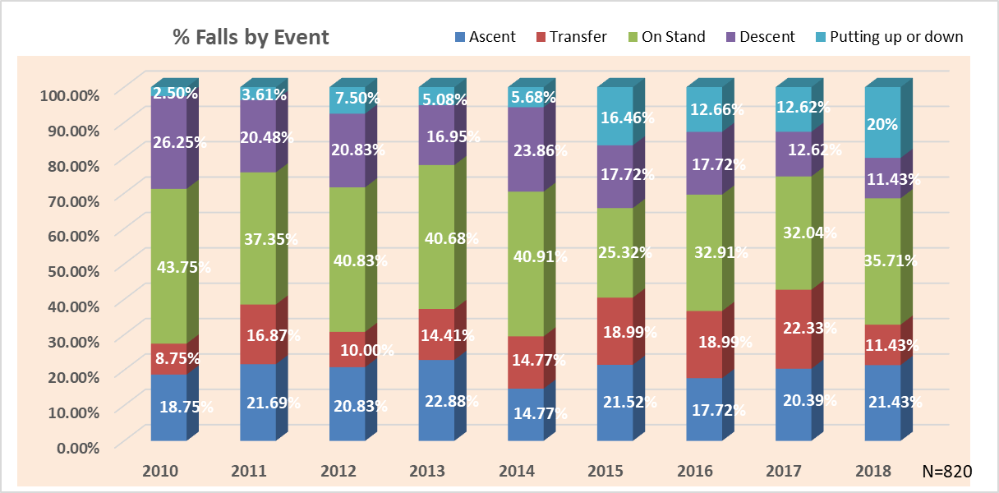 % Falls by Event
Ascent Transfer On Stand Descent Putting up or down
100.00%
90.00%
80.00%
70.00%
60.00%
50.00%
40.00%
30.00%
20.00%
10.00%
0.00%
2.50% 3.61% 7.50% 5.08% 5.68% 16.46% 12.66% 12.62% 20%
26.25% 20.48% 20.83% 16.95% 23.86% 17.72% 17.72% 12.62% 11.43%
43.75% 37.35% 40.83% 40.68% 40.91% 25.32% 32.91% 32.04% 35.71%
8.75% 16.87% 10.00% 14.41% 14.77% 18.99% 18.99% 22.33% 11.43%
18.75% 21.69% 20.83% 22.88% 14.77% 21.52% 17.72% 20.39% 21.43%
2010 2011 2012 2013 2014 2015 2016 2017 2018 N=820